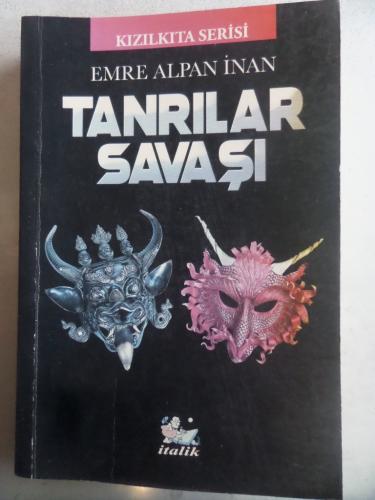 KIZILKITA SERİSİ
EMRE ALPAN İNAN
TANRILAR
SAVAŞI
italik